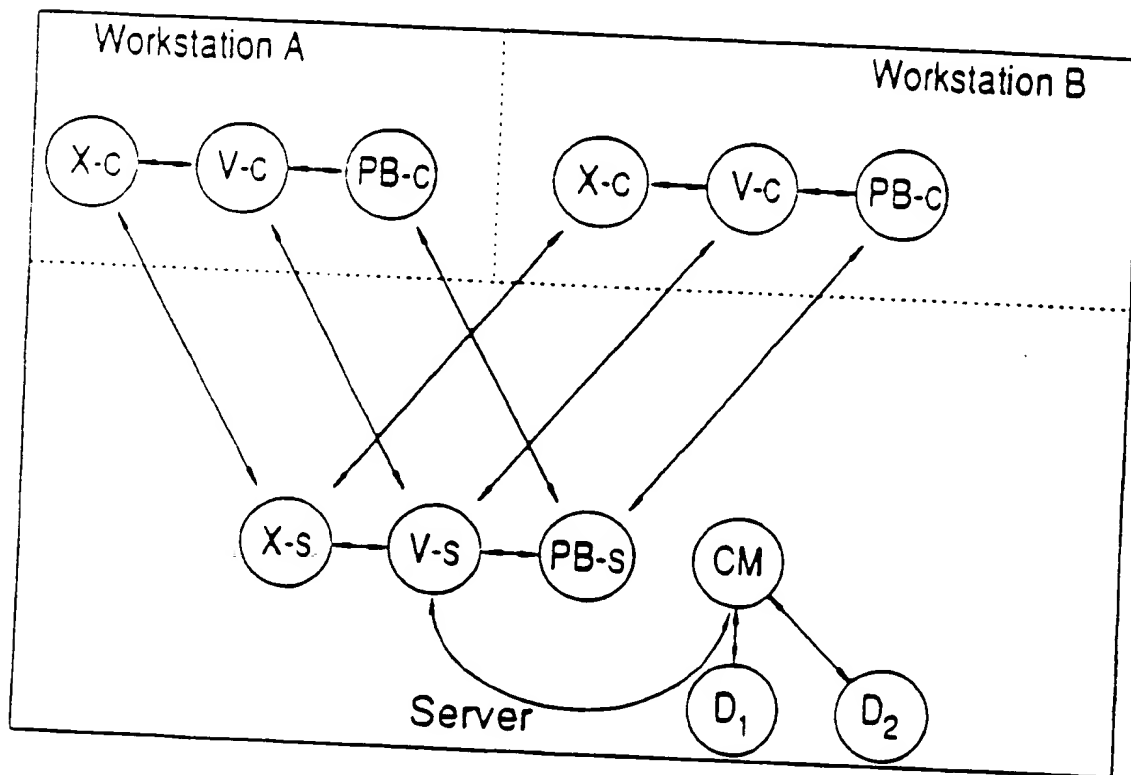 Workstation A
Workstation B
X-c
V-c
PB-c
X-c
V-c
PB-c
X-s
V-s
PB-s
CM
Server
D₁
D₂